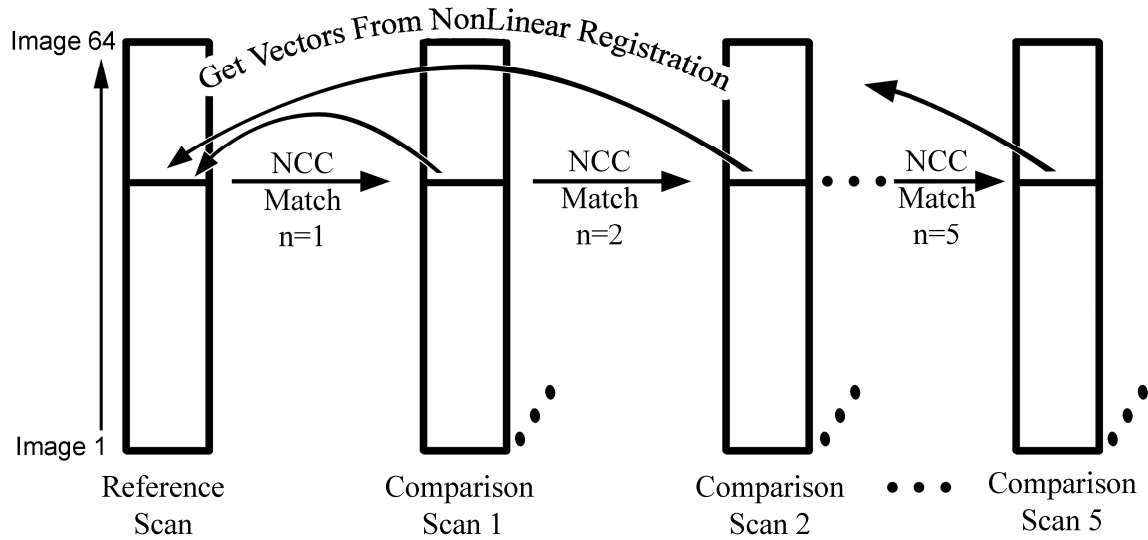 Get Vectors From NonLinear Registration
Image 64
NCC
Match
n=1
NCC
Match
n=2
NCC
Match
n=5
Image 1
Reference
Scan
Comparison
Scan 1
Comparison
Scan 2
Comparison
Scan 5